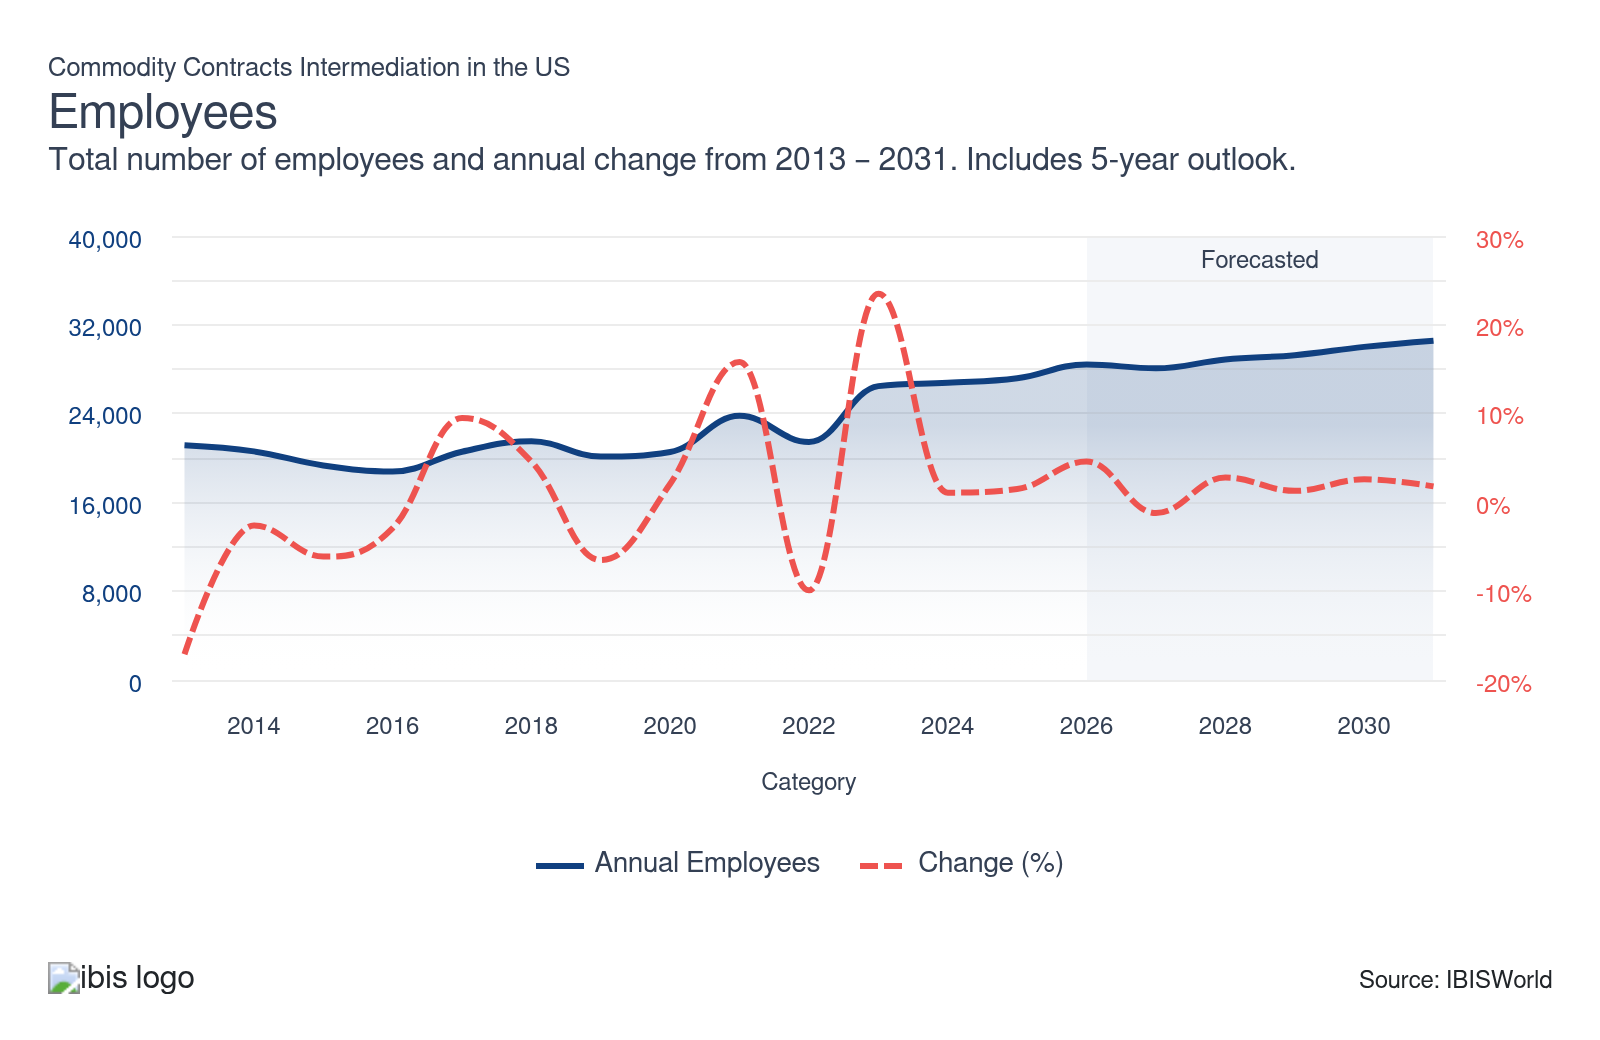 Commodity Contracts Intermediation in the US
Employees
Total number of employees and annual change from 2013 – 2031. Includes 5-year outlook.
40,000
32,000
24,000
16,000
8,000
0
Forecasted
30%
20%
10%
0%
-10%
-20%
2014 2016 2018 2020 2022 2024 2026 2028 2030
Category
Annual Employees Change (%)
ibis logo
Source: IBISWorld